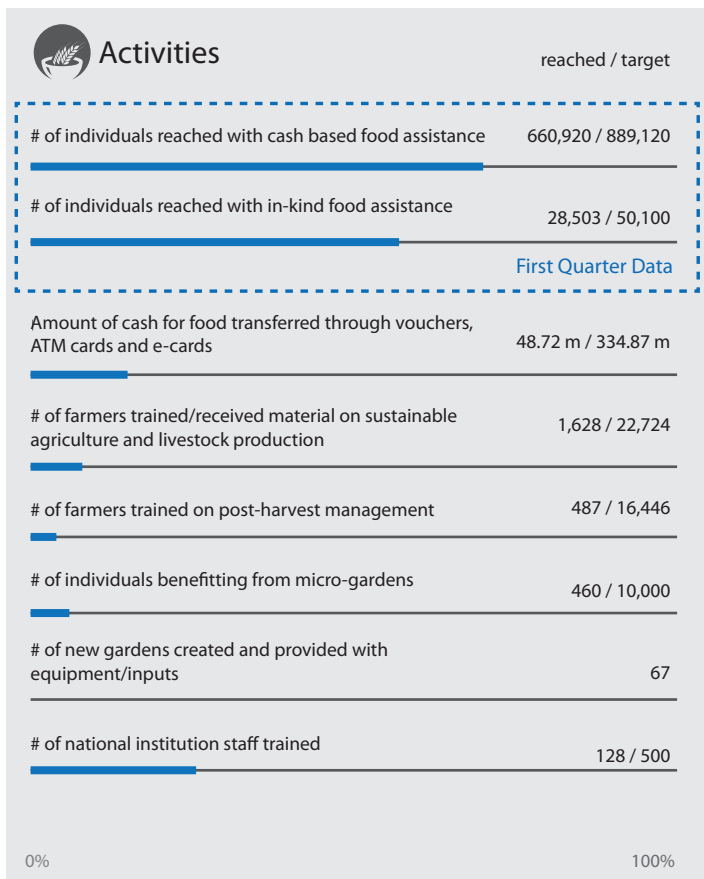 Activities
reached / target
# of individuals reached with cash based food assistance 660,920 / 889,120
# of individuals reached with in-kind food assistance
28,503 / 50,100
First Quarter Data
Amount of cash for food transferred through vouchers,
ATM cards and e-cards 48.72 m / 334.87 m
# of farmers trained/received material on sustainable
agriculture and livestock production
1,628 / 22,724
# of farmers trained on post-harvest management 487 / 16,446
# of individuals benefitting from micro-gardens
460 / 10,000
# of new gardens created and provided with
equipment/inputs 67
# of national institution staff trained
128 / 500
0% 100%